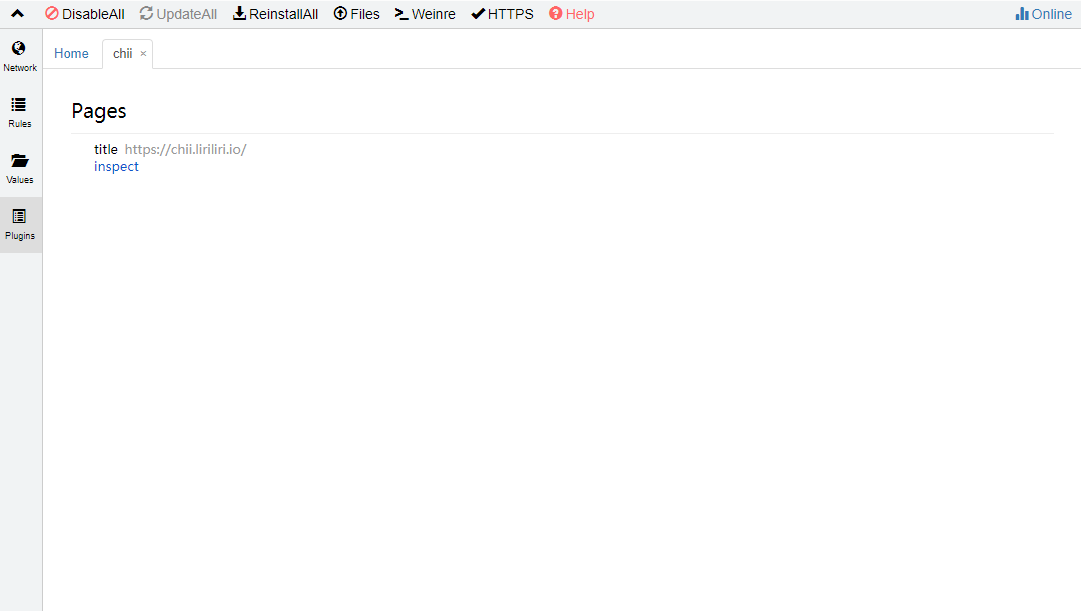 DisableAll UpdateAll ReinstallAll Files Weinre HTTPS Help Online
Network
Rules
Values
Plugins
Home chii ×
Pages
title https://chii.liriliri.io/
inspect